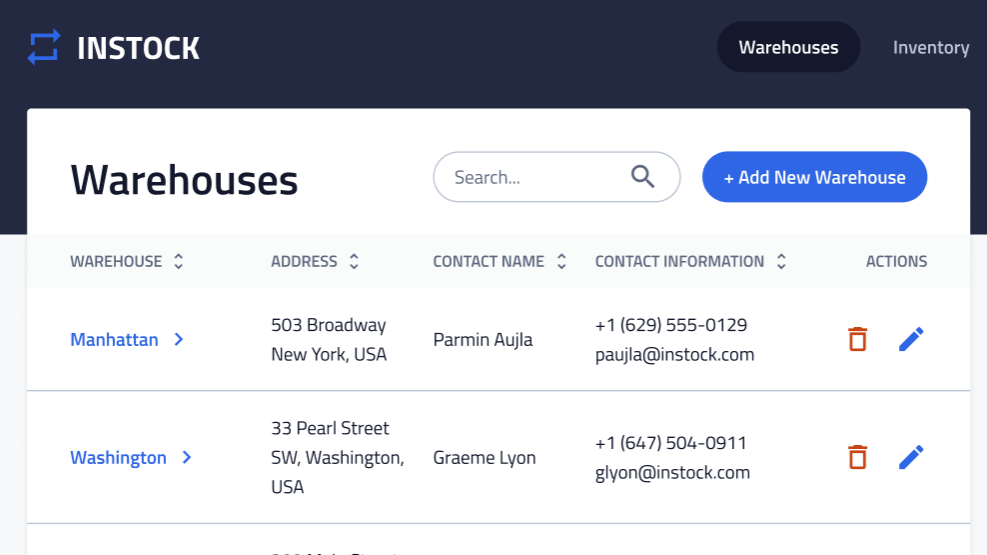 INSTOCK
Warehouses
Inventory
Warehouses
Search...
+ Add New Warehouse
WAREHOUSE
ADDRESS
CONTACT NAME
CONTACT INFORMATION
ACTIONS
Manhattan
503 Broadway
New York, USA
Parmin Aujla
+1 (629) 555-0129
paujla@instock.com
Washington
33 Pearl Street
SW, Washington,
USA
Graeme Lyon
+1 (647) 504-0911
glyon@instock.com